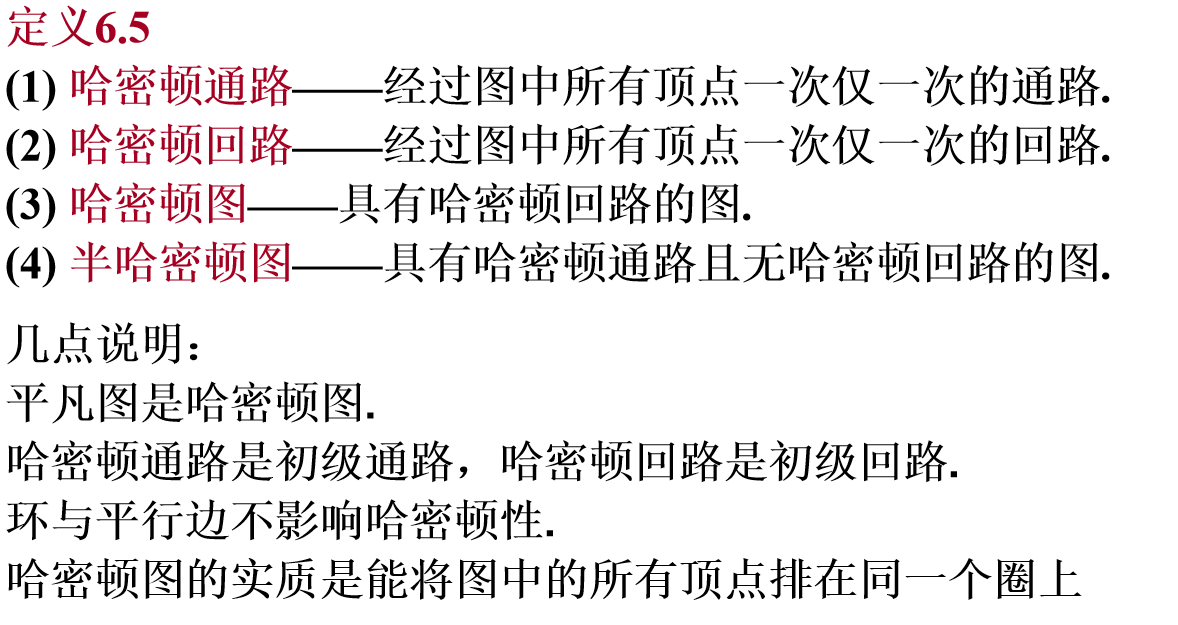 定义6.5
(1) 哈密顿通路——经过图中所有顶点一次仅一次的通路.
(2) 哈密顿回路——经过图中所有顶点一次仅一次的回路.
(3) 哈密顿图——具有哈密顿回路的图.
(4) 半哈密顿图——具有哈密顿通路且无哈密顿回路的图.
几点说明：
平凡图是哈密顿图.
哈密顿通路是初级通路，哈密顿回路是初级回路.
环与平行边不影响哈密顿性.
哈密顿图的实质是能将图中的所有顶点排在同一个圈上